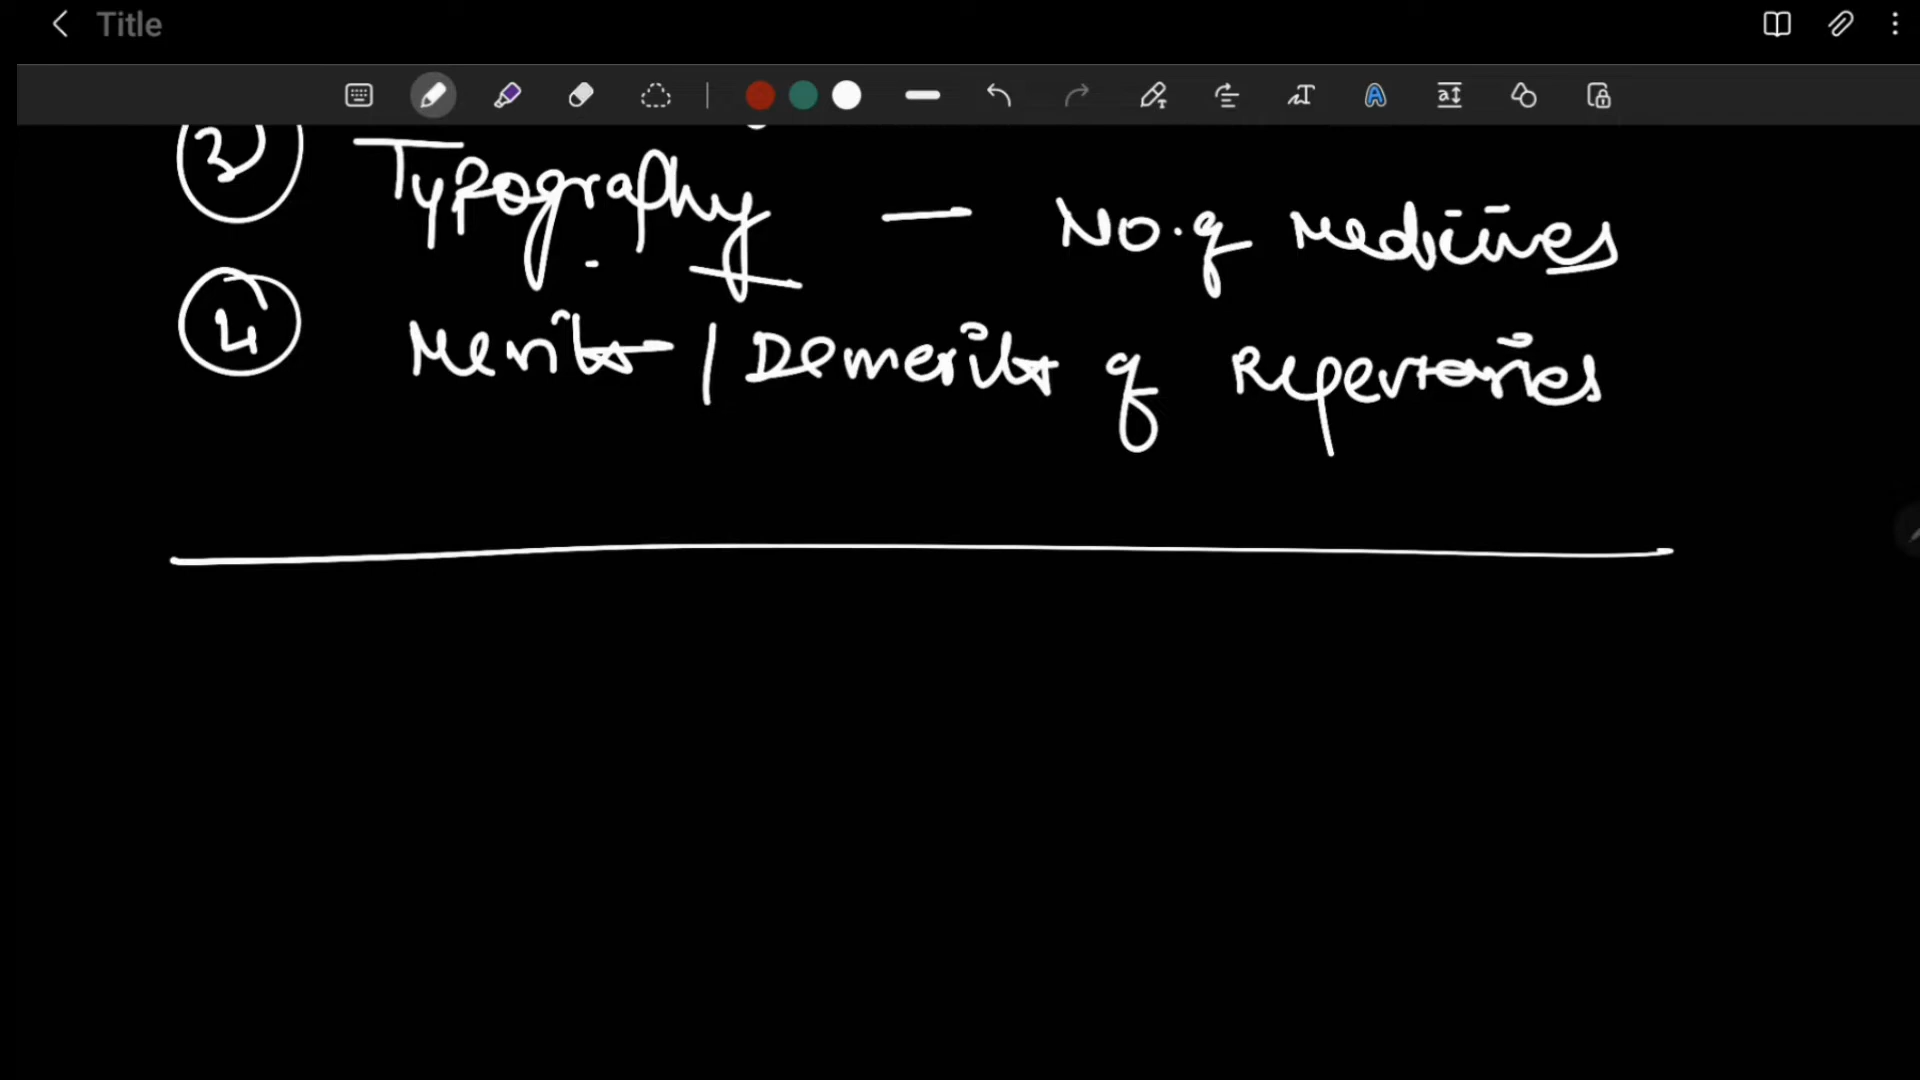 Title
3 Typography — No. of Medicines
4 Merits / Demerits of Repertories